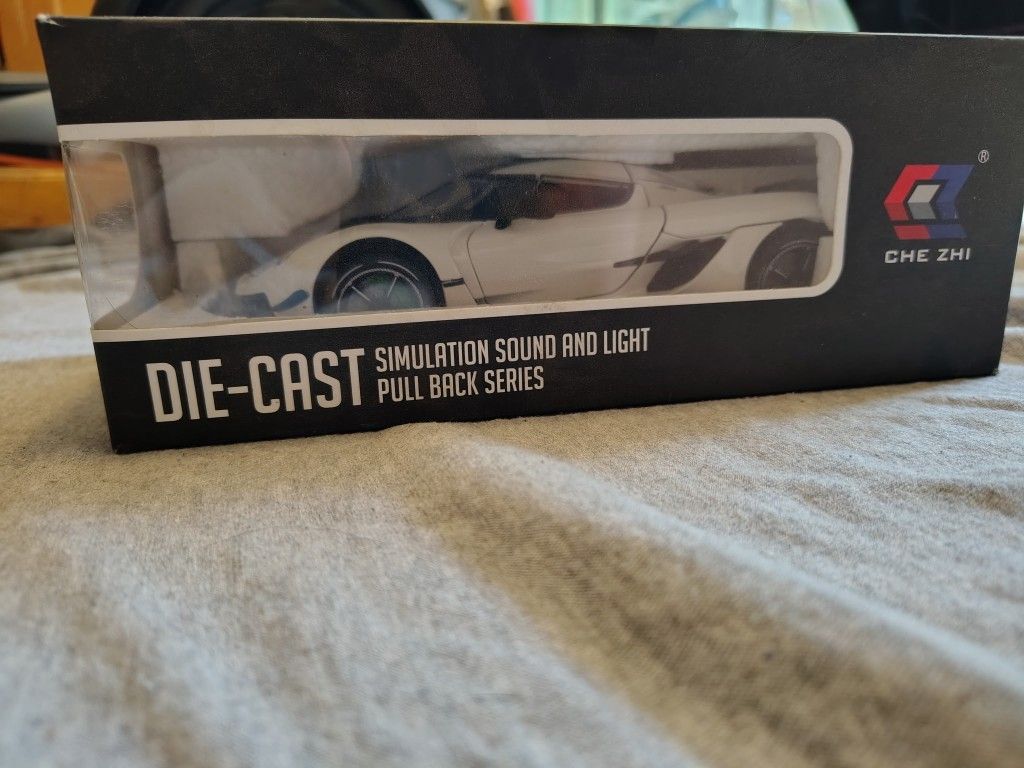 ®
CHE ZHI
DIE-CAST
SIMULATION SOUND AND LIGHT
PULL BACK SERIES